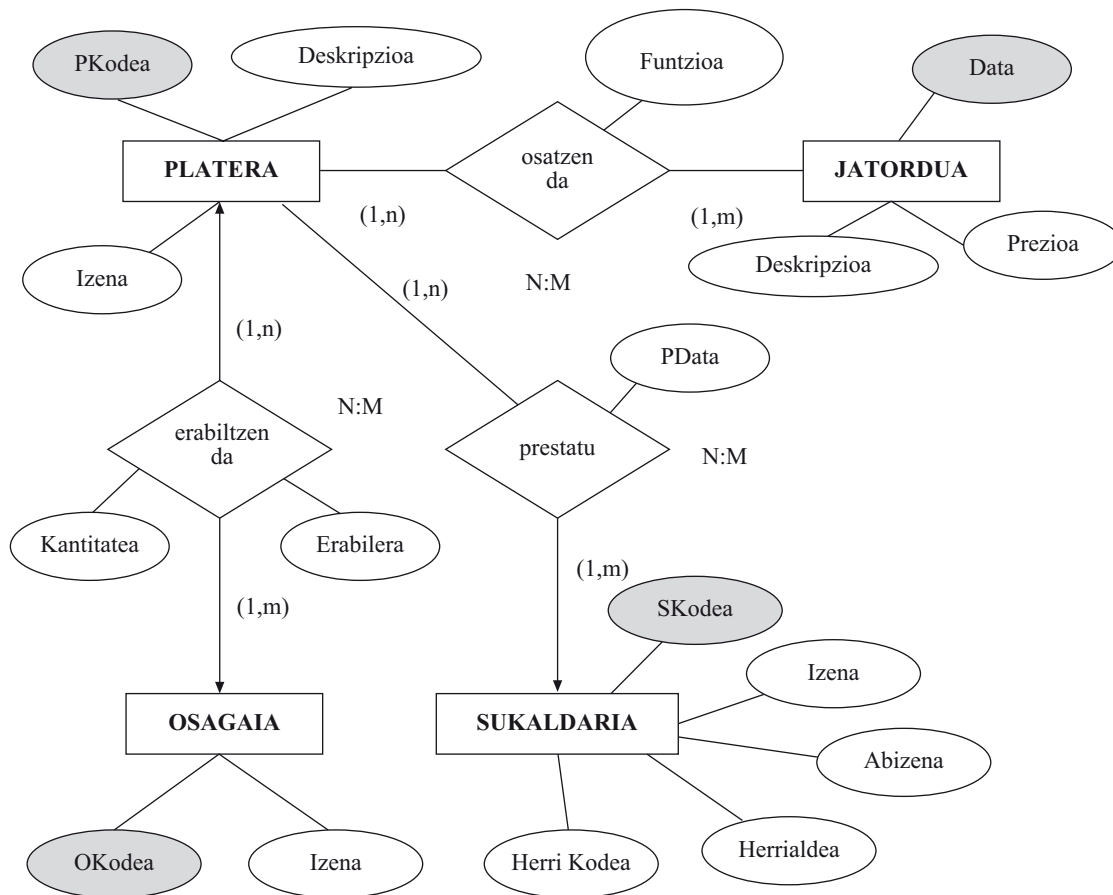 PKodea
Deskripzioa
Funtzioa
Data
PLATERA
osatzen
da
JATORDUA
(1,n)
(1,m)
Izena
Deskripzioa
Prezioa
(1,n)
N:M
(1,n)
PData
N:M
erabiltzen
da
prestatu
N:M
Kantitatea
Erabilera
(1,m)
(1,m)
SKodea
Izena
OSAGAIA
SUKALDARIA
Abizena
OKodea
Izena
Herri Kodea
Herrialdea